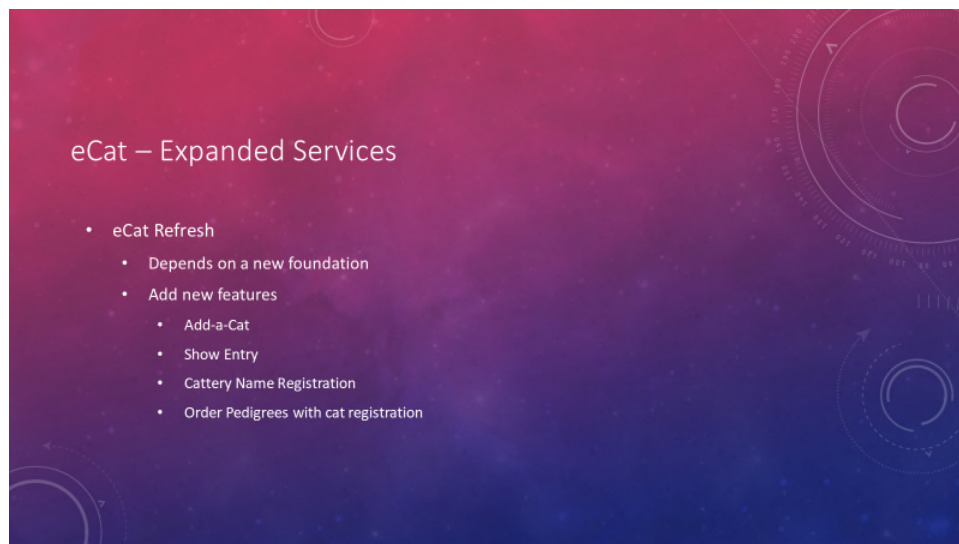 eCat – Expanded Services
• eCat Refresh
• Depends on a new foundation
• Add new features
• Add-a-Cat
• Show Entry
• Cattery Name Registration
• Order Pedigrees with cat registration